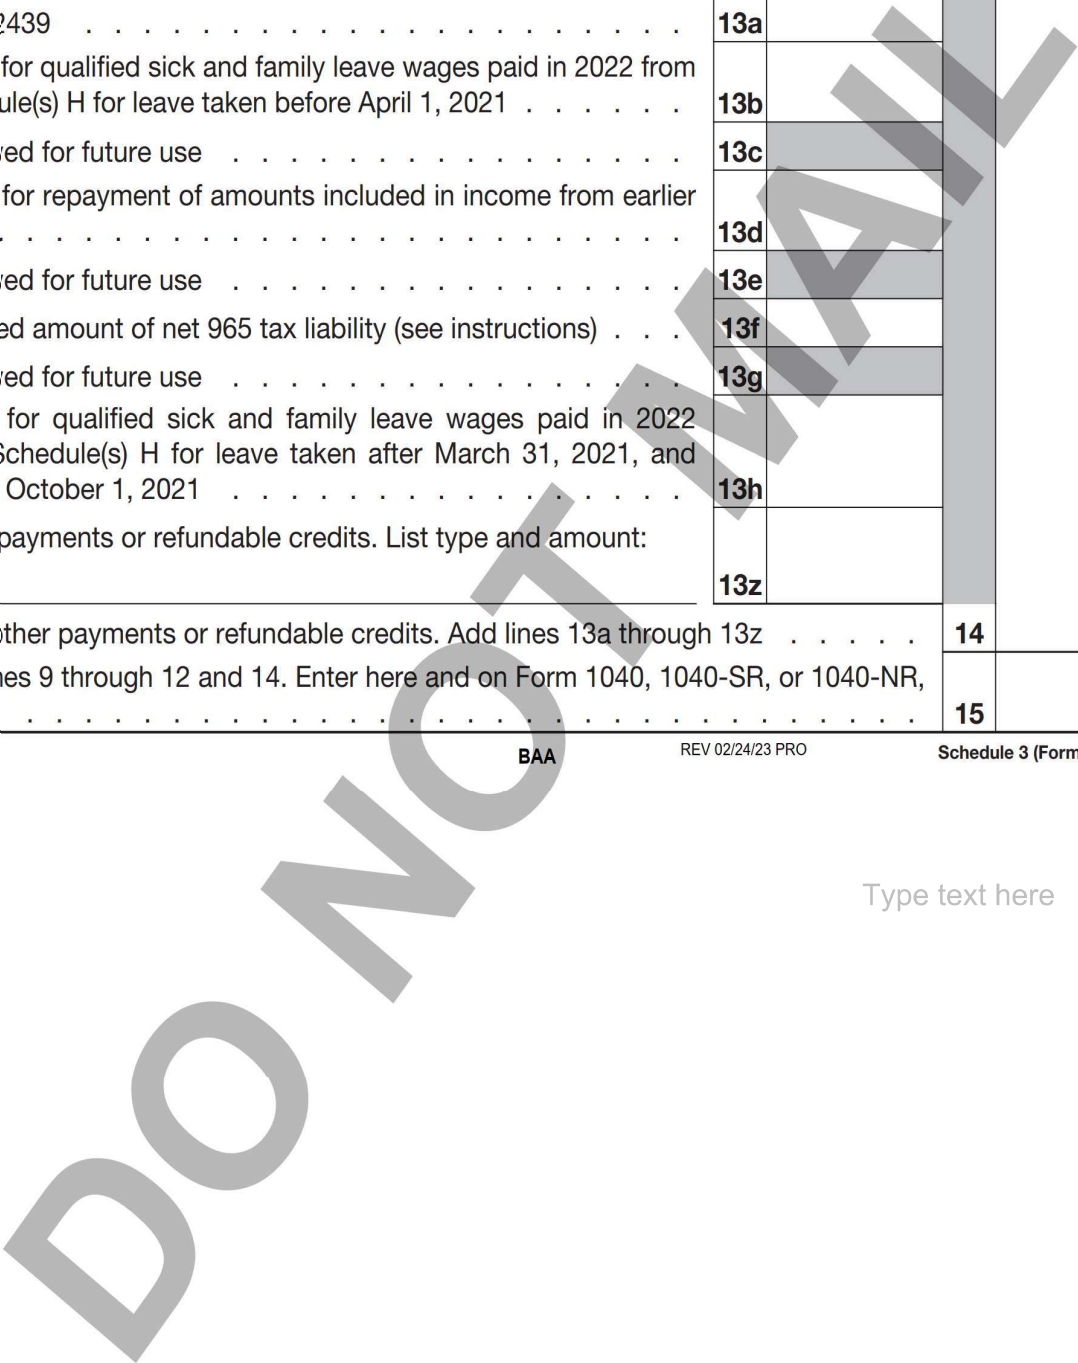 2439 . . . . . . . . . . . . . . . . . . . . . 13a
for qualified sick and family leave wages paid in 2022 from
ule(s) H for leave taken before April 1, 2021 . . . . . . 13b
ved for future use . . . . . . . . . . . . . . . . 13c
for repayment of amounts included in income from earlier
. . . . . . . . . . . . . . . . . . . . . . . . 13d
ved for future use . . . . . . . . . . . . . . . . 13e
ed amount of net 965 tax liability (see instructions) . . . 13f
ved for future use . . . . . . . . . . . . . . . . 13g
for qualified sick and family leave wages paid in 2022
Schedule(s) H for leave taken after March 31, 2021, and
October 1, 2021 . . . . . . . . . . . . . . . . 13h
payments or refundable credits. List type and amount:
13z
other payments or refundable credits. Add lines 13a through 13z . . . . . 14
nes 9 through 12 and 14. Enter here and on Form 1040, 1040-SR, or 1040-NR,
. . . . . . . . . . . . . . . . . . . . . . . . . . . . . . . 15
BAA REV 02/24/23 PRO Schedule 3 (Form
Type text here
DO NOT MAIL